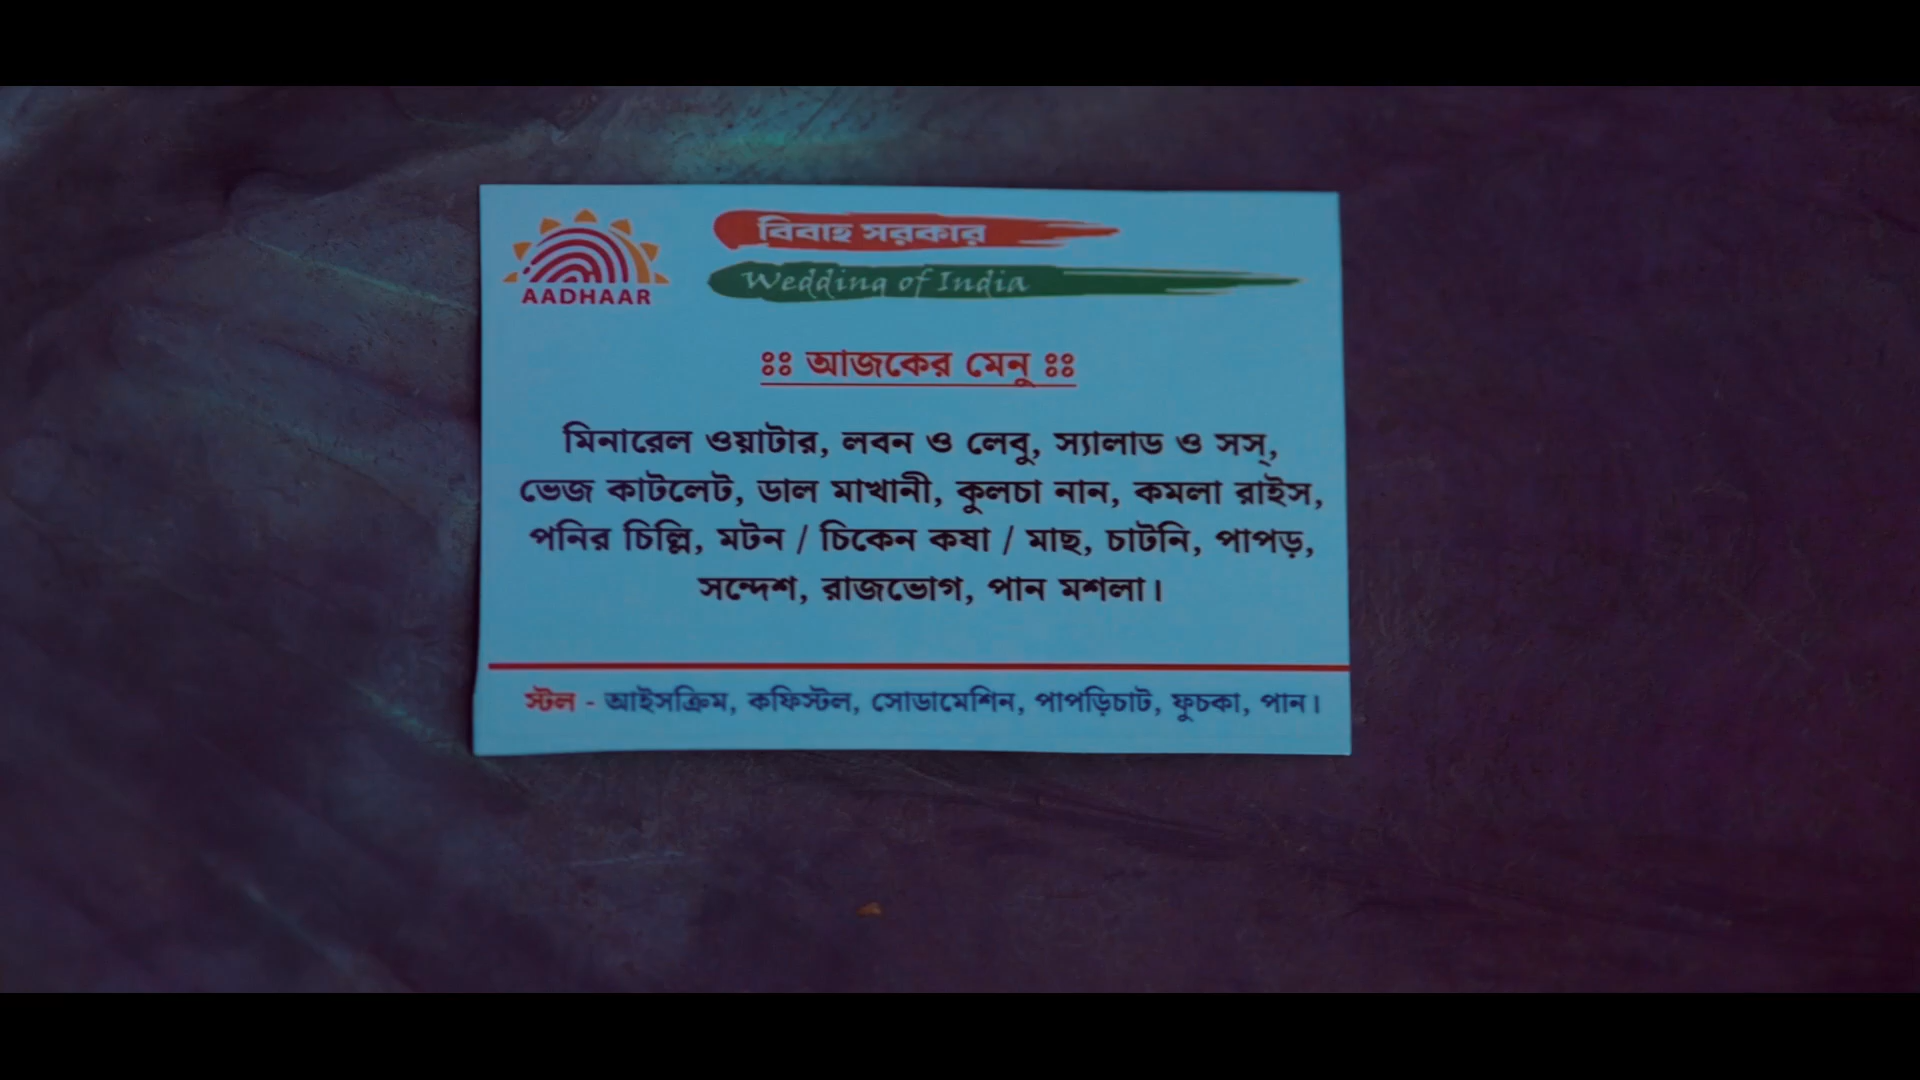 বিবাহ সরকার
Wedding of India
AADHAAR
ঃঃ আজকের মেনু ঃঃ
মিনারেল ওয়াটার, লবন ও লেবু, স্যালাড ও সস্,
ভেজ কাটলেট, ডাল মাখানী, কুলচা নান, কমলা রাইস,
পনির চিল্লি, মটন / চিকেন কষা / মাছ, চাটনি, পাপড়,
সন্দেশ, রাজভোগ, পান মশলা।
স্টল - আইসক্রিম, কফিস্টল, সোডামেশিন, পাপড়িচাট, ফুচকা, পান।